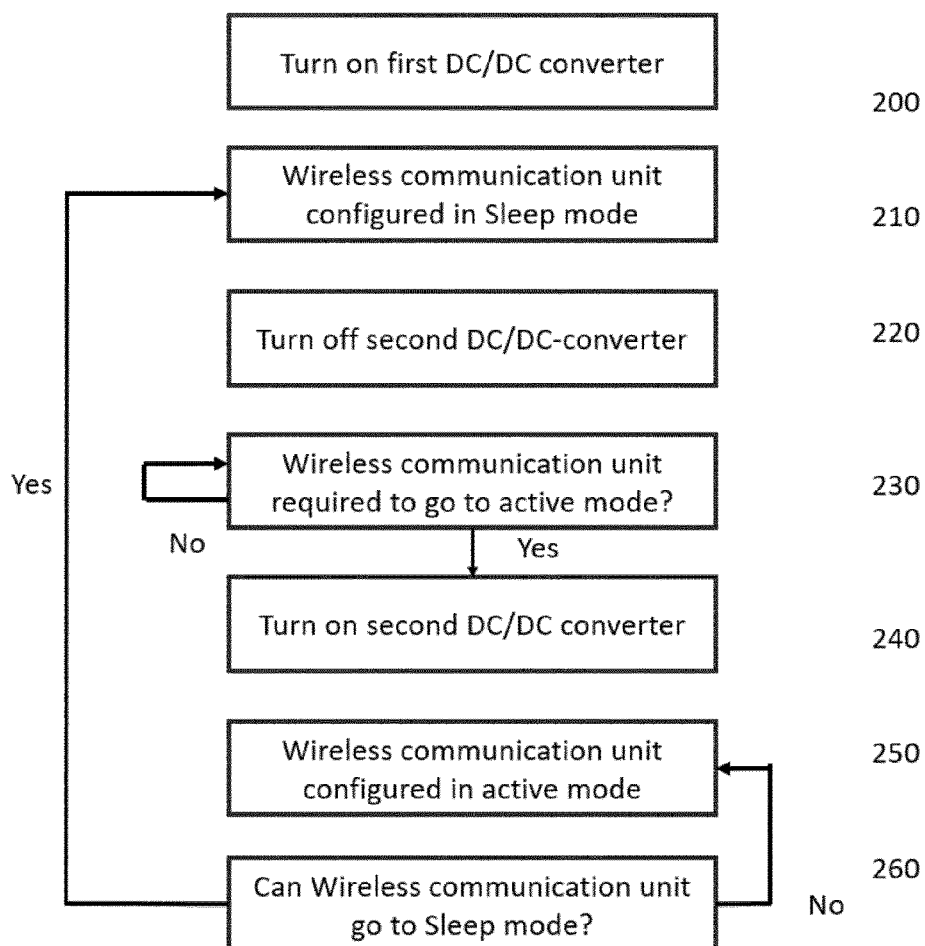 Turn on first DC/DC converter
200
Wireless communication unit
configured in Sleep mode
210
Turn off second DC/DC-converter
220
Wireless communication unit
required to go to active mode?
230
Yes
No
Yes
Turn on second DC/DC converter
240
Wireless communication unit
configured in active mode
250
Can Wireless communication unit
go to Sleep mode?
260
No